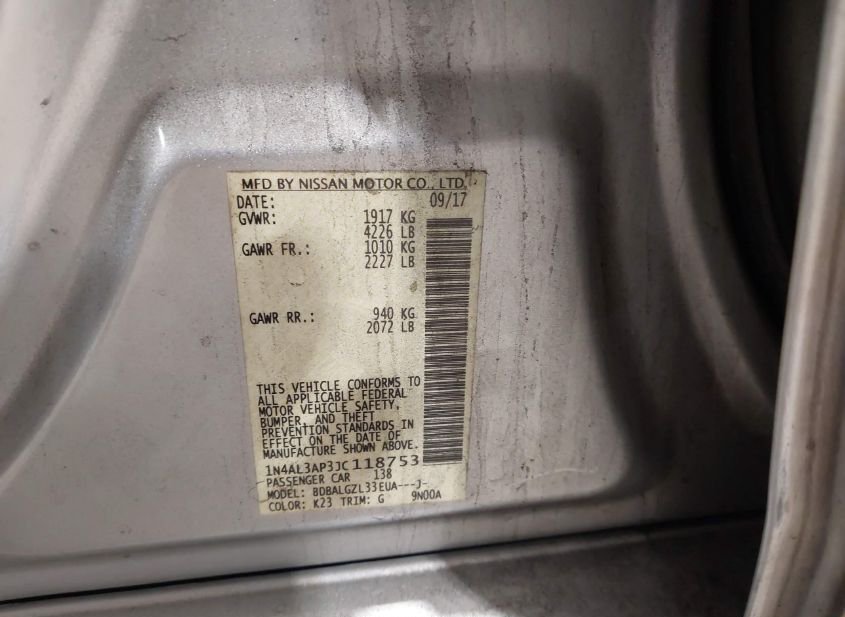 MFD BY NISSAN MOTOR CO., LTD.
DATE: 09/17
GVWR: 1917 KG
4226 LB
GAWR FR.: 1010 KG
2227 LB
GAWR RR.: 940 KG
2072 LB
THIS VEHICLE CONFORMS TO
ALL APPLICABLE FEDERAL
MOTOR VEHICLE SAFETY,
BUMPER, AND THEFT
PREVENTION STANDARDS IN
EFFECT ON THE DATE OF
MANUFACTURE SHOWN ABOVE.
1N4AL3AP3JC118753
PASSENGER CAR 138
MODEL: BDBALGZL33EUA---J-
COLOR: K23 TRIM: G 9N00A